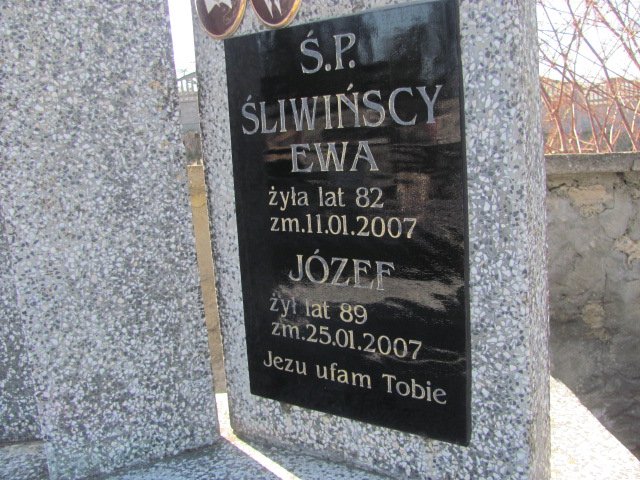 Ś.P.
ŚLIWIŃSCY
EWA
żyła lat 82
zm.11.01.2007
JÓZEF
żył lat 89
zm.25.01.2007
Jezu ufam Tobie